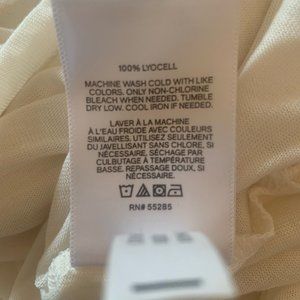 100% LYOCELL
MACHINE WASH COLD WITH LIKE
COLORS. ONLY NON-CHLORINE
BLEACH WHEN NEEDED. TUMBLE
DRY LOW. COOL IRON IF NEEDED.
LAVER À LA MACHINE
À L'EAU FROIDE AVEC COULEURS
SIMILAIRES. UTILISEZ SEULEMENT
DU JAVELLISANT SANS CHLORE, SI
NÉCESSAIRE. SÉCHAGE PAR
CULBUTAGE À TEMPÉRATURE
BASSE. REPASSAGE DOUX, SI
NÉCESSAIRE.
RN# 55285